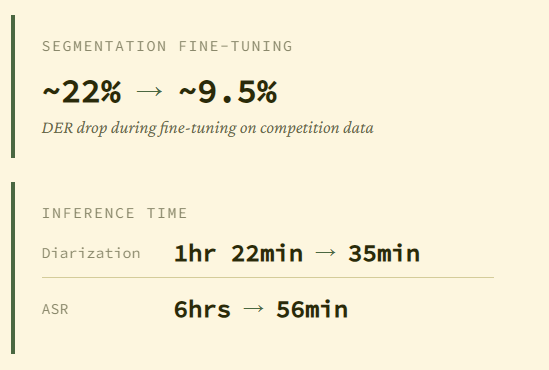 SEGMENTATION FINE-TUNING
~22% → ~9.5%
DER drop during fine-tuning on competition data
INFERENCE TIME
Diarization 1hr 22min → 35min
ASR 6hrs → 56min